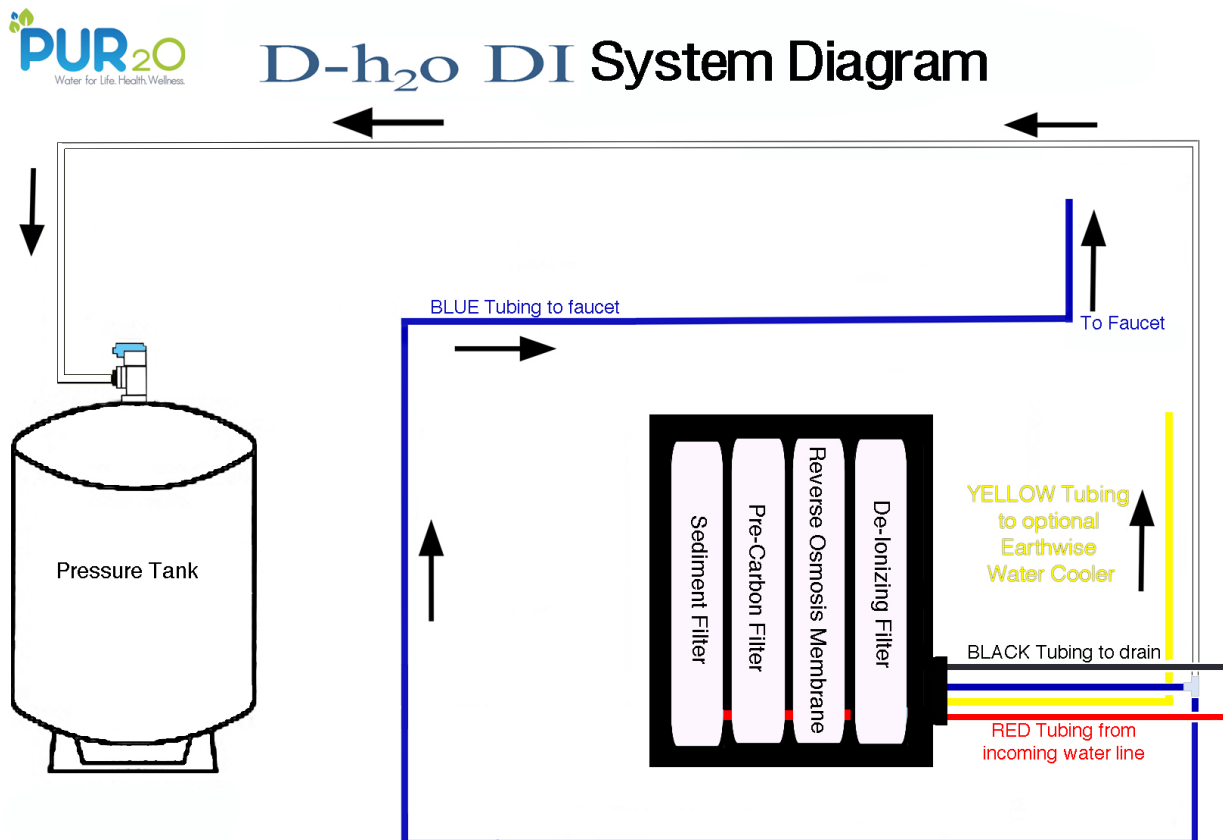 PUR2O
Water for Life. Health. Wellness.
D-h2o DI System Diagram
BLUE Tubing to faucet
To Faucet
Pressure Tank
Sediment Filter
Pre-Carbon Filter
Reverse Osmosis Membrane
De-Ionizing Filter
YELLOW Tubing
to optional
Earthwise
Water Cooler
BLACK Tubing to drain
RED Tubing from
incoming water line